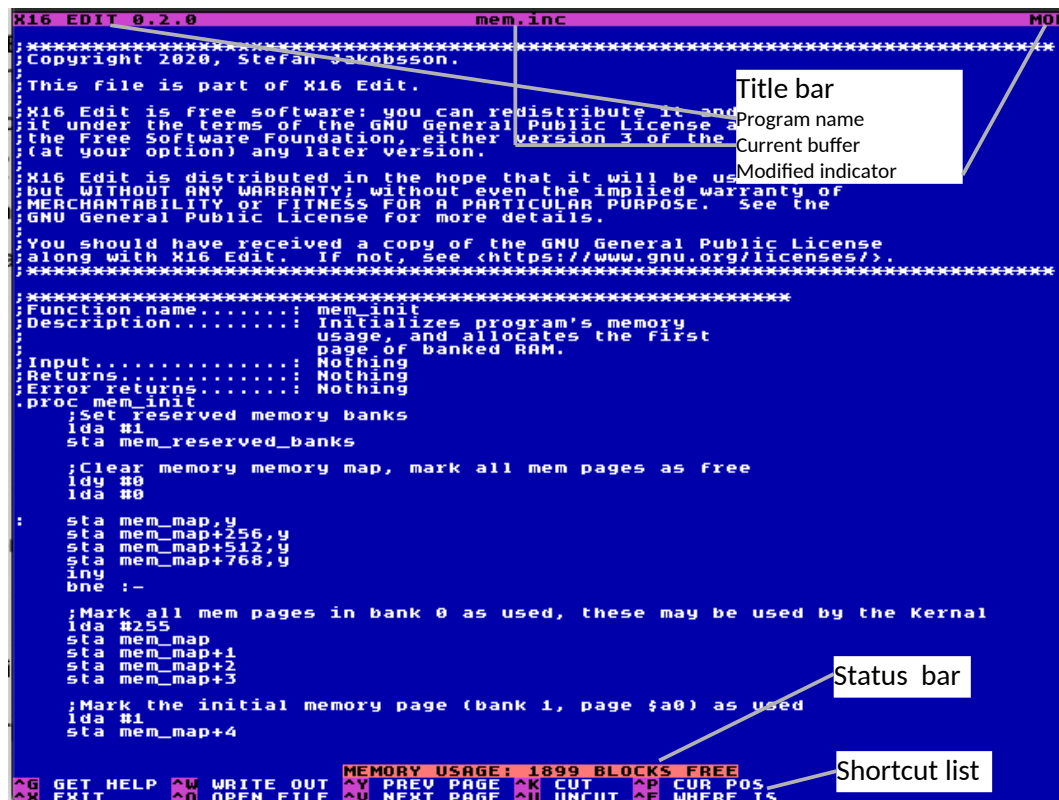 X16 EDIT 0.2.0 mem.inc MO
;*******************************************************************************
;Copyright 2020, Stefan Jakobsson.
;
;This file is part of X16 Edit.
;
;X16 Edit is free software: you can redistribute it and
;it under the terms of the GNU General Public License a
;the Free Software Foundation, either version 3 of the
;(at your option) any later version.
;
;X16 Edit is distributed in the hope that it will be us
;but WITHOUT ANY WARRANTY; without even the implied warranty of
;MERCHANTABILITY or FITNESS FOR A PARTICULAR PURPOSE.  See the
;GNU General Public License for more details.
;
;You should have received a copy of the GNU General Public License
;along with X16 Edit.  If not, see <https://www.gnu.org/licenses/>.
;*******************************************************************************
Title bar
Program name
Current buffer
Modified indicator
;**********************************************************
;Function name.......: mem_init
;Description.........: Initializes program's memory
;                      usage, and allocates the first
;                      page of banked RAM.
;Input...............: Nothing
;Returns.............: Nothing
;Error returns.......: Nothing
.proc mem_init
    ;Set reserved memory banks
    lda #1
    sta mem_reserved_banks

    ;Clear memory memory map, mark all mem pages as free
    ldy #0
    lda #0

:   sta mem_map,y
    sta mem_map+256,y
    sta mem_map+512,y
    sta mem_map+768,y
    iny
    bne :-

    ;Mark all mem pages in bank 0 as used, these may be used by the Kernal
    lda #255
    sta mem_map
    sta mem_map+1
    sta mem_map+2
    sta mem_map+3

    ;Mark the initial memory page (bank 1, page $a0) as used
    lda #1
    sta mem_map+4
Status bar
MEMORY USAGE: 1899 BLOCKS FREE
Shortcut list
^G GET HELP ^W WRITE OUT ^Y PREV PAGE ^K CUT ^P CUR POS.
^X EXIT ^O OPEN FILE ^V NEXT PAGE ^U UNCUT ^F WHERE IS